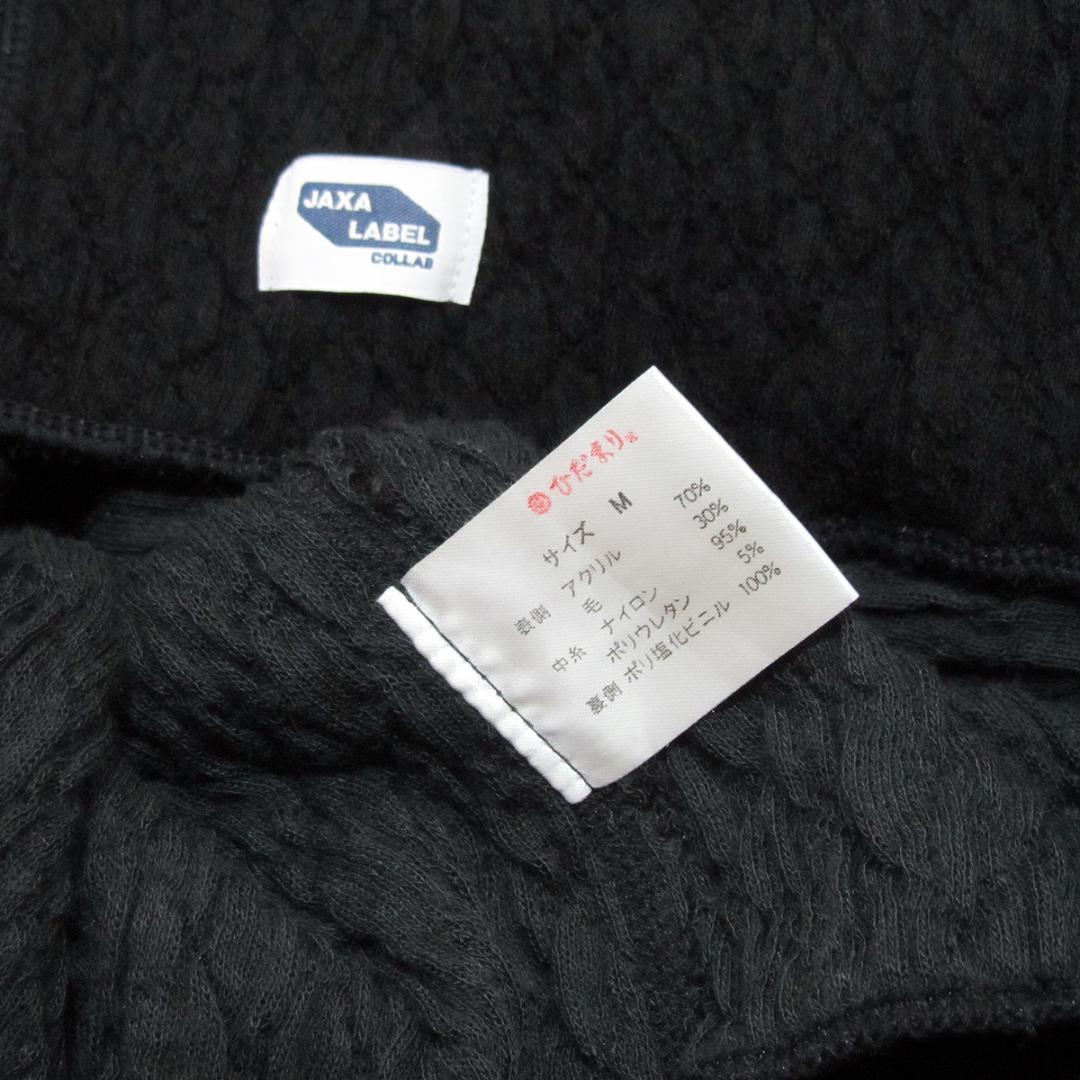 JAXA
LABEL
COLLAB
ひだまり®
サイズ M
表側 アクリル 70%
毛 30%
中糸 ナイロン 95%
ポリウレタン 5%
裏側 ポリ塩化ビニル 100%